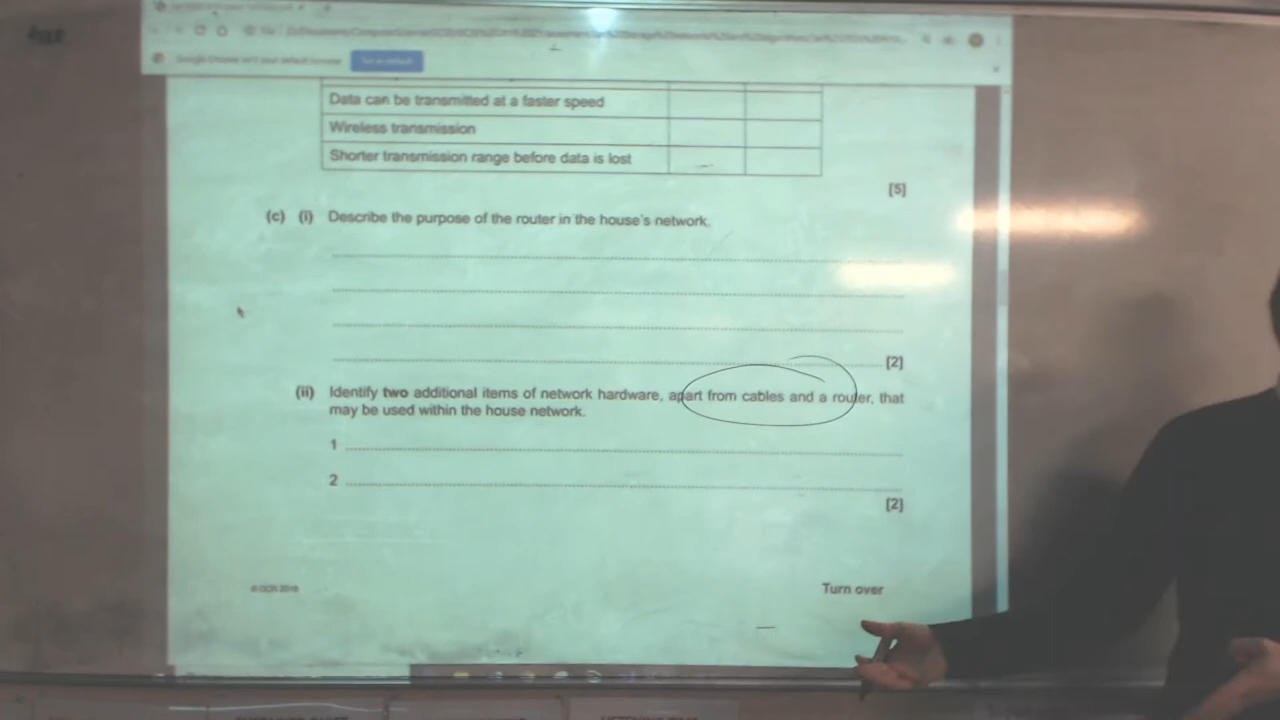 Data can be transmitted at a faster speed
Wireless transmission
Shorter transmission range before data is lost
[5]
(c) (i) Describe the purpose of the router in the house's network.
[2]
(ii) Identify two additional items of network hardware, apart from cables and a router, that
may be used within the house network.
1
2
[2]
Turn over